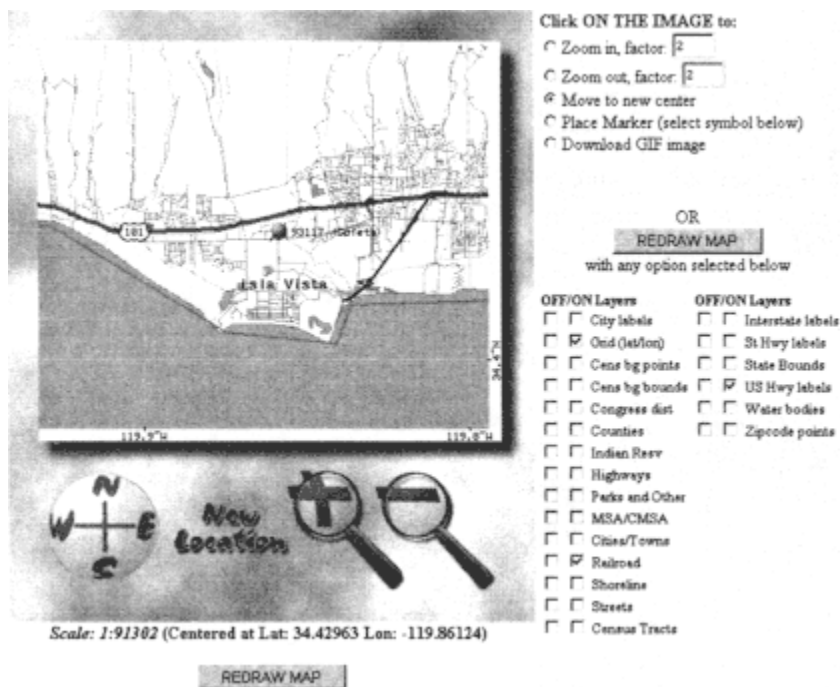 Click ON THE IMAGE to:
Zoom in, factor: 2
Zoom out, factor: 2
Move to new center
Place Marker (select symbol below)
Download GIF image
OR
REDRAW MAP
with any option selected below
101
93117 (Goleta)
Isla Vista
34.4°N
119.9°W
119.8°W
OFF/ON Layers
City labels
Grid (lat/lon)
Cens bg points
Cens bg bounds
Congress dist
Counties
Indian Resv
Highways
Parks and Other
MSA/CMSA
Cities/Towns
Railroad
Shoreline
Streets
Census Tracts
OFF/ON Layers
Interstate labels
St Hwy labels
State Bounds
US Hwy labels
Water bodies
Zipcode points
N
W E
S
New
Location
Scale: 1:91302 (Centered at Lat: 34.42963 Lon: -119.86124)
REDRAW MAP